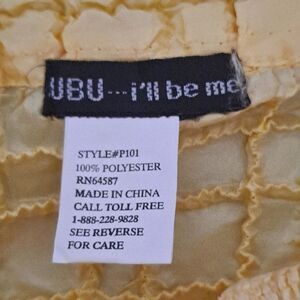 UBU---i'll be me
STYLE#P101
100% POLYESTER
RN64587
MADE IN CHINA
CALL TOLL FREE
1-888-228-9828
SEE REVERSE
FOR CARE